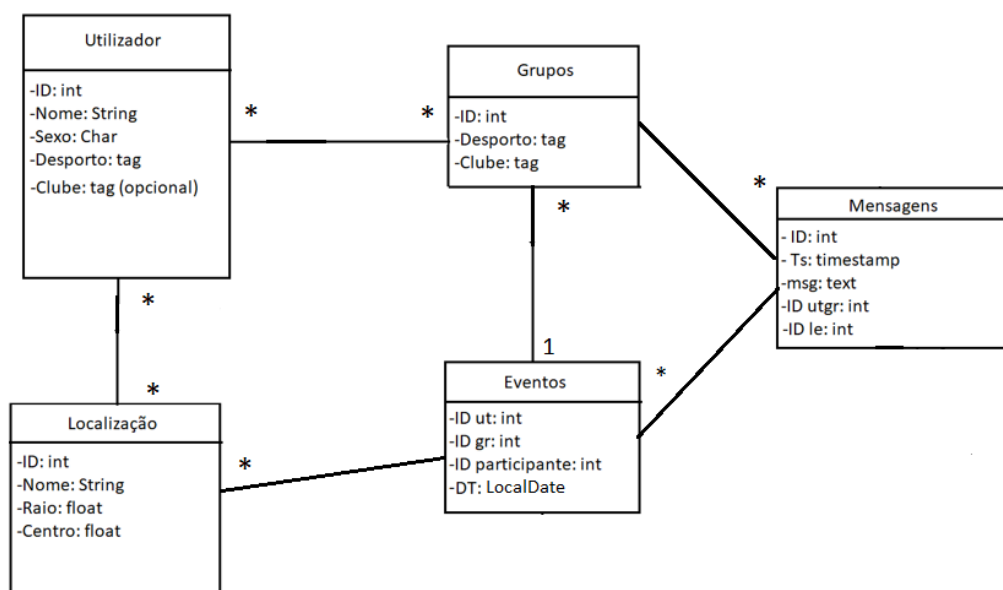 Utilizador
-ID: int
-Nome: String
-Sexo: Char
-Desporto: tag
-Clube: tag (opcional)
*
*
Grupos
-ID: int
-Desporto: tag
-Clube: tag
*
1
*
Mensagens
- ID: int
- Ts: timestamp
-msg: text
-ID utgr: int
-ID le: int
*
*
Localização
-ID: int
-Nome: String
-Raio: float
-Centro: float
*
Eventos
-ID ut: int
-ID gr: int
-ID participante: int
-DT: LocalDate
*